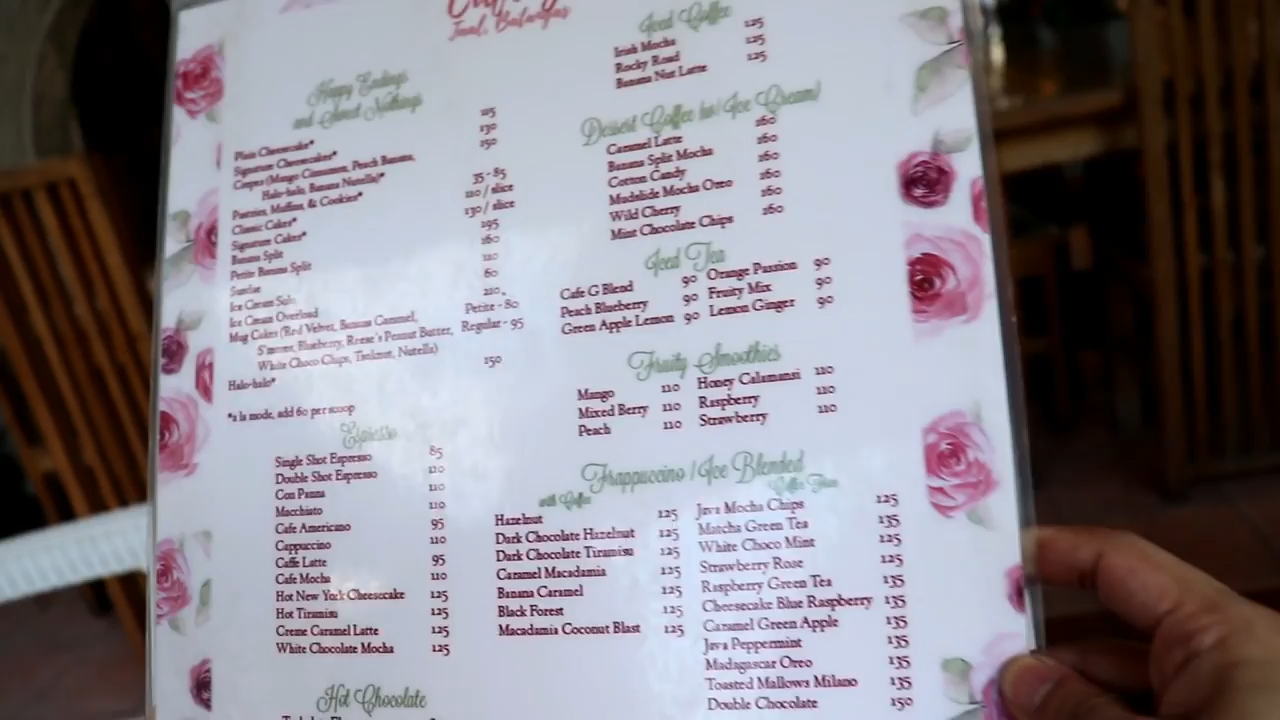 Taal, Batangas
Happy Endings
and Sweet Nothings
Plain Cheesecake* 115
Signature Cheesecakes* 130
Crepes (Mango Cinnamon, Peach Banana, 150
Halo-halo, Banana Nutella)*
Pastries, Muffins, & Cookies* 35 - 85
Classic Cakes* 110 / slice
Signature Cakes* 130 / slice
Banana Split 195
Petite Banana Split 160
Sundae 110
Ice Cream Solo 60
Ice Cream Overload 210
Mug Cakes (Red Velvet, Banana Caramel, Petite - 80
S'mores, Blueberry, Reese's Peanut Butter, Regular - 95
White Choco Chips, Tsoknut, Nutella)
Halo-halo* 150
*a la mode, add 60 per scoop
Espresso
Single Shot Espresso 85
Double Shot Espresso 110
Con Panna 110
Macchiato 110
Cafe Americano 95
Cappuccino 110
Caffe Latte 95
Cafe Mocha 110
Hot New York Cheesecake 125
Hot Tiramisu 125
Creme Caramel Latte 125
White Chocolate Mocha 125
Hot Chocolate
Iced Coffee
Irish Mocha 125
Rocky Road 125
Banana Nut Latte 125
Dessert Coffee (w/ Ice Cream)
Caramel Latte 160
Banana Split Mocha 160
Cotton Candy 160
Mudslide Mocha Oreo 160
Wild Cherry 160
Mint Chocolate Chips 160
Iced Tea
Cafe G Blend 90 Orange Passion 90
Peach Blueberry 90 Fruity Mix 90
Green Apple Lemon 90 Lemon Ginger 90
Fruity Smoothies
Mango 110 Honey Calamansi 110
Mixed Berry 110 Raspberry 110
Peach 110 Strawberry 110
Frappuccino / Ice Blended
with Coffee
Hazelnut 125
Dark Chocolate Hazelnut 125
Dark Chocolate Tiramisu 125
Caramel Macadamia 125
Banana Caramel 125
Black Forest 125
Macadamia Coconut Blast 125
Coffee Free
Java Mocha Chips 125
Matcha Green Tea 135
White Choco Mint 125
Strawberry Rose 125
Raspberry Green Tea 135
Cheesecake Blue Raspberry 135
Caramel Green Apple 135
Java Peppermint 135
Madagascar Oreo 135
Toasted Mallows Milano 135
Double Chocolate 150